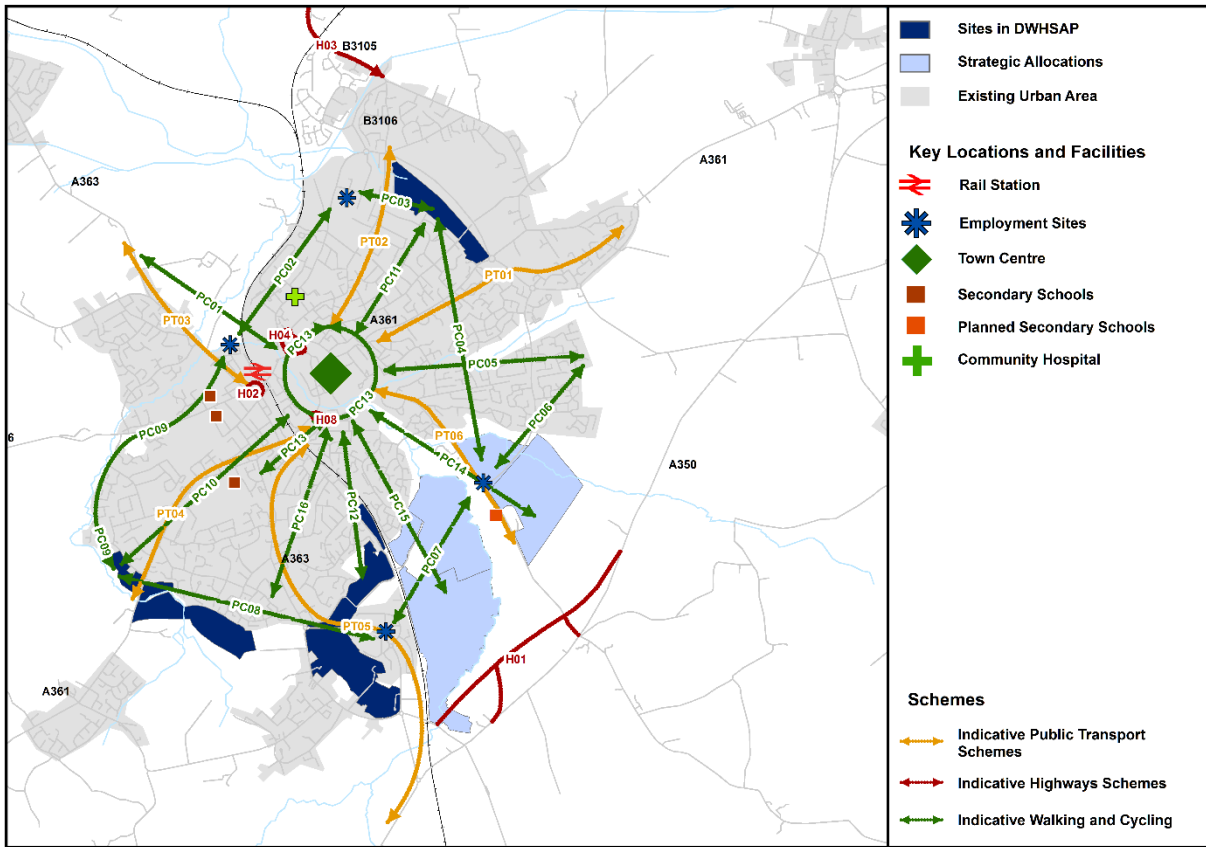 H03
B3105
B3106
A363
A361
PC03
PT02
PC02
PC11
PT01
PC01
PT03
A361
H04
PC13
PC04
PC05
H02
PC13
PC06
H08
PC09
PC13
PT06
PC14
A350
6
PC10
PT04
PC16
PC12
PC15
PC09
A363
PC07
PC08
PT05
H01
A361
Sites in DWHSAP
Strategic Allocations
Existing Urban Area
Key Locations and Facilities
Rail Station
Employment Sites
Town Centre
Secondary Schools
Planned Secondary Schools
Community Hospital
Schemes
Indicative Public Transport
Schemes
Indicative Highways Schemes
Indicative Walking and Cycling